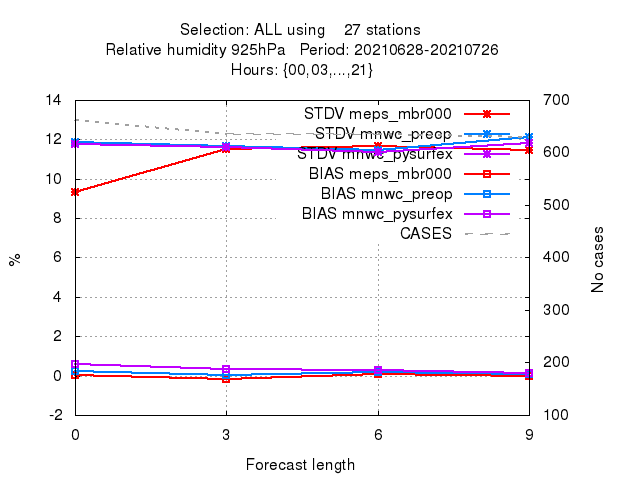 Selection: ALL using 27 stations
Relative humidity 925hPa Period: 20210628-20210726
Hours: {00,03,...,21}
14 700
STDV meps_mbr000
STDV mnwc_preop
12 600
STDV mnwc_pysurfex
BIAS meps_mbr000
10
BIAS mnwc_preop
500
BIAS mnwc_pysurfex
8
CASES
6 400
%
No cases
4 300
2
200
0
-2 100
0 3 6 9
Forecast length